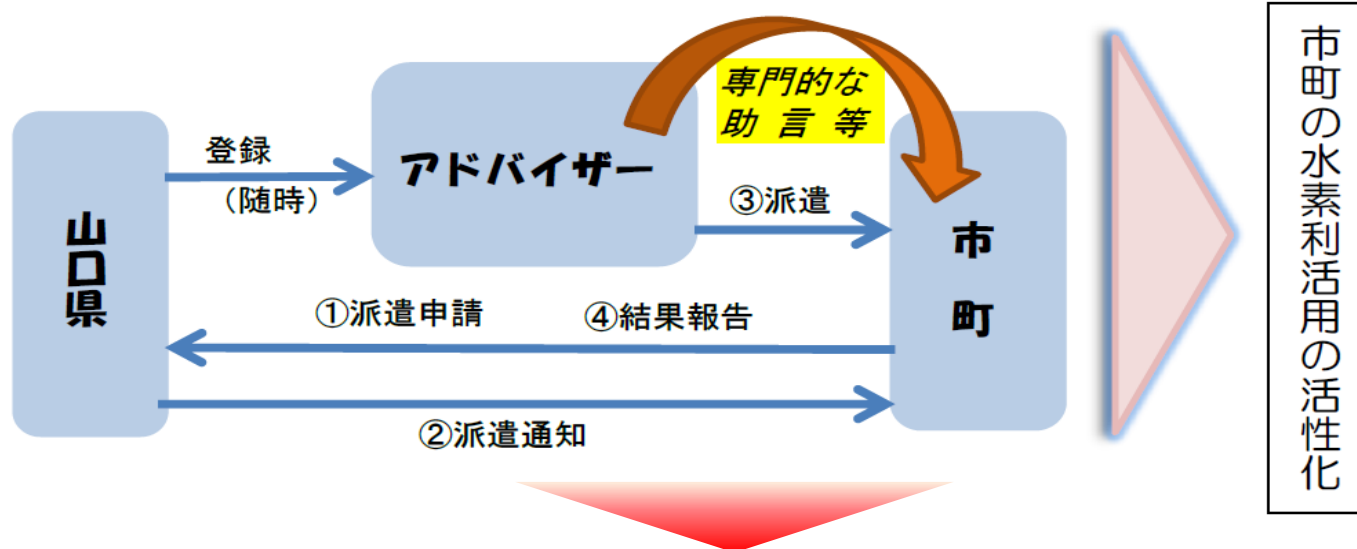 専門的な
助言等
登録
（随時）
アドバイザー
③派遣
山口県
市町
①派遣申請
④結果報告
②派遣通知
市町の水素利活用の活性化